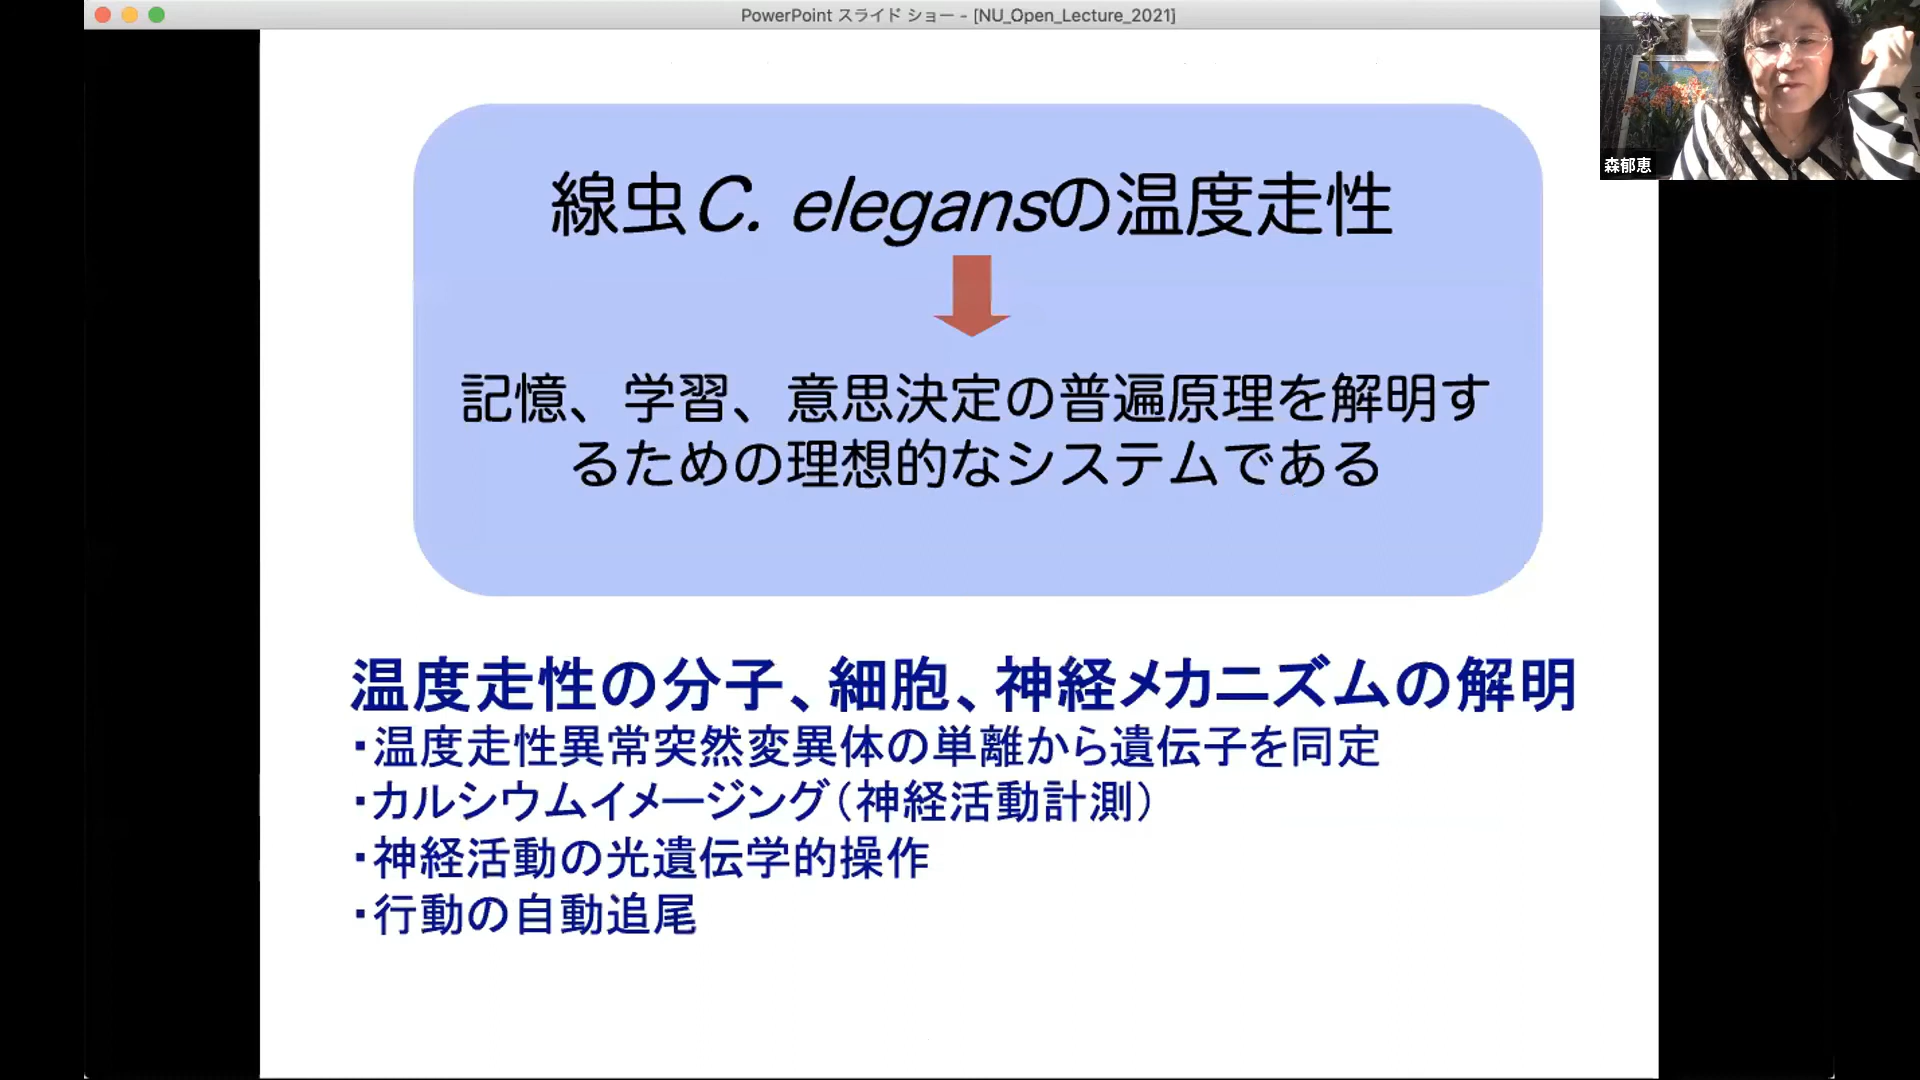 PowerPoint スライド ショー - [NU_Open_Lecture_2021]
森郁恵
線虫C. elegansの温度走性
記憶、学習、意思決定の普遍原理を解明す
るための理想的なシステムである
温度走性の分子、細胞、神経メカニズムの解明
・温度走性異常突然変異体の単離から遺伝子を同定
・カルシウムイメージング（神経活動計測）
・神経活動の光遺伝学的操作
・行動の自動追尾